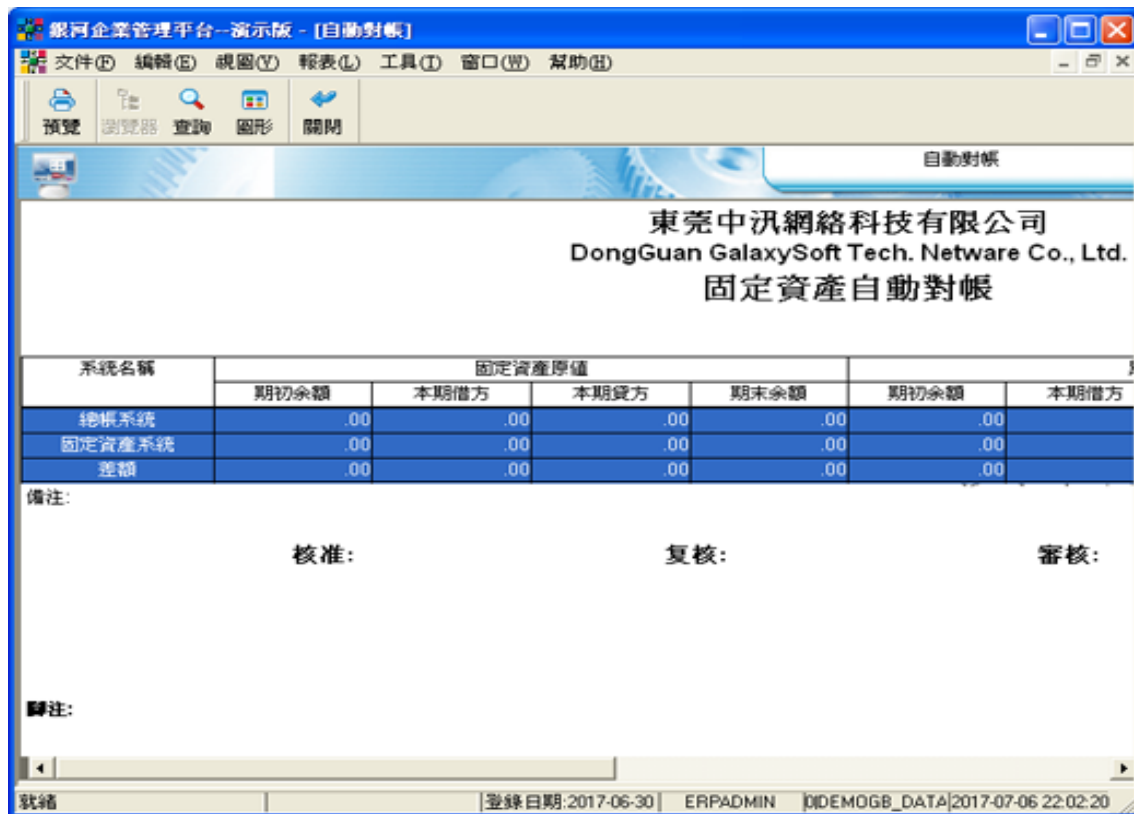 銀河企業管理平台--演示版 - [自動對帳]
文件(F) 編輯(E) 視圖(V) 報表(L) 工具(T) 窗口(W) 幫助(H)
預覽 瀏覽器 查詢 圖形 關閉
自動對帳
東莞中汛網絡科技有限公司
DongGuan GalaxySoft Tech. Netware Co., Ltd.
固定資產自動對帳
系統名稱 固定資產原值
期初余額 本期借方 本期貸方 期末余額 期初余額 本期借方
總帳系統 .00 .00 .00 .00 .00
固定資產系統 .00 .00 .00 .00 .00
差額 .00 .00 .00 .00 .00
備注:
核准: 复核: 審核:
腳注:
就緒 登錄日期:2017-06-30 ERPADMIN 0|DEMOGB_DATA 2017-07-06 22:02:20